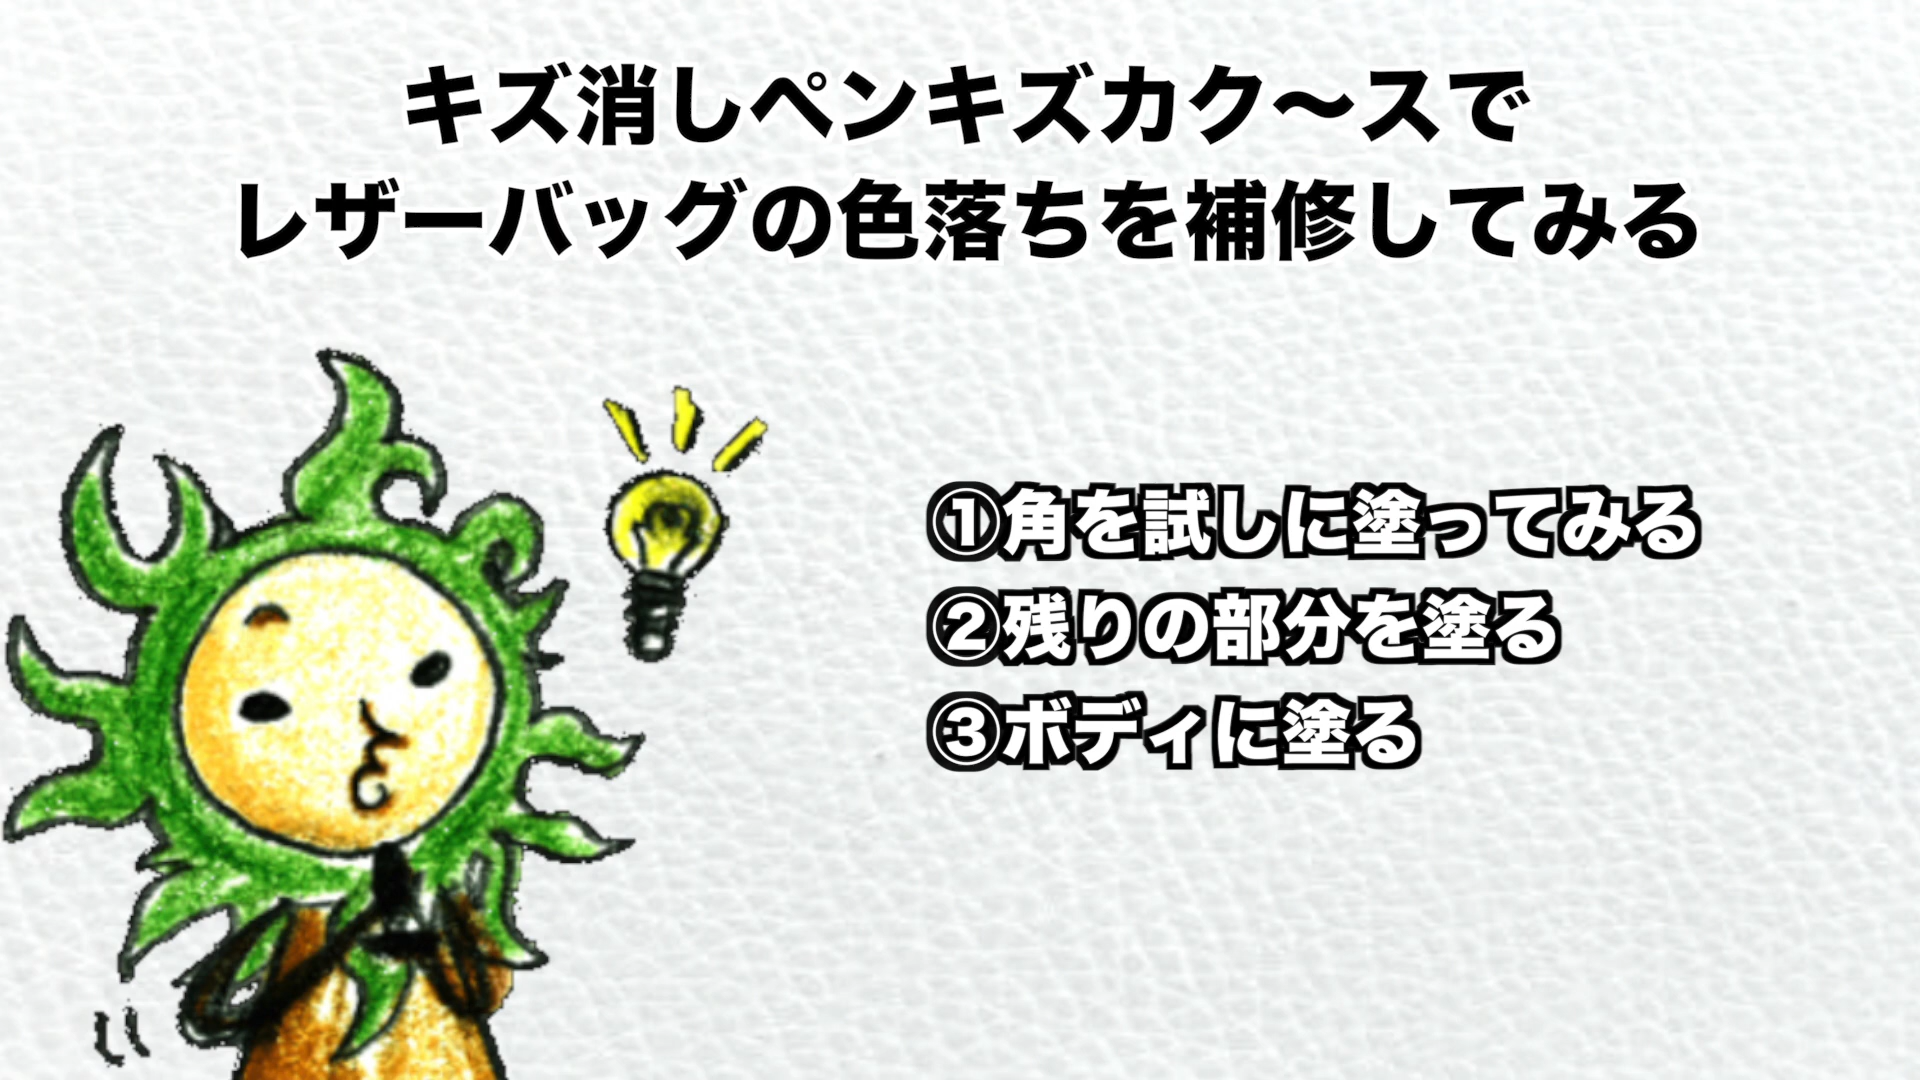 キズ消しペンキズカク〜スで
レザーバッグの色落ちを補修してみる
①角を試しに塗ってみる
②残りの部分を塗る
③ボディに塗る